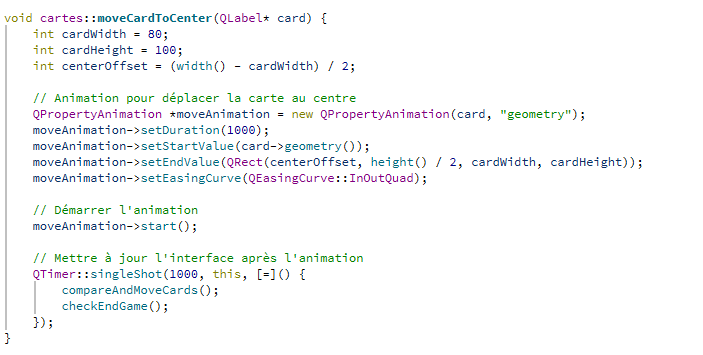 void cartes::moveCardToCenter(QLabel* card) {
    int cardWidth = 80;
    int cardHeight = 100;
    int centerOffset = (width() - cardWidth) / 2;

    // Animation pour déplacer la carte au centre
    QPropertyAnimation *moveAnimation = new QPropertyAnimation(card, "geometry");
    moveAnimation->setDuration(1000);
    moveAnimation->setStartValue(card->geometry());
    moveAnimation->setEndValue(QRect(centerOffset, height() / 2, cardWidth, cardHeight));
    moveAnimation->setEasingCurve(QEasingCurve::InOutQuad);

    // Démarrer l'animation
    moveAnimation->start();

    // Mettre à jour l'interface après l'animation
    QTimer::singleShot(1000, this, [=]() {
        compareAndMoveCards();
        checkEndGame();
    });
}